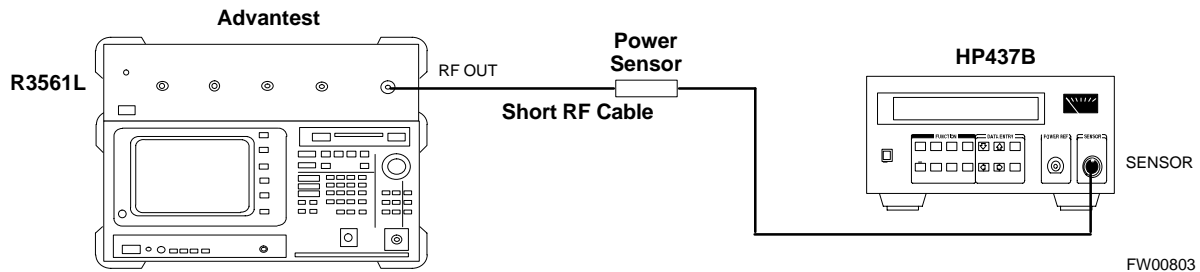 Advantest
R3561L
RF OUT
Power
Sensor
Short RF Cable
HP437B
FUNCTION
DATA ENTRY
POWER REF
SENSOR
SENSOR
FW00803